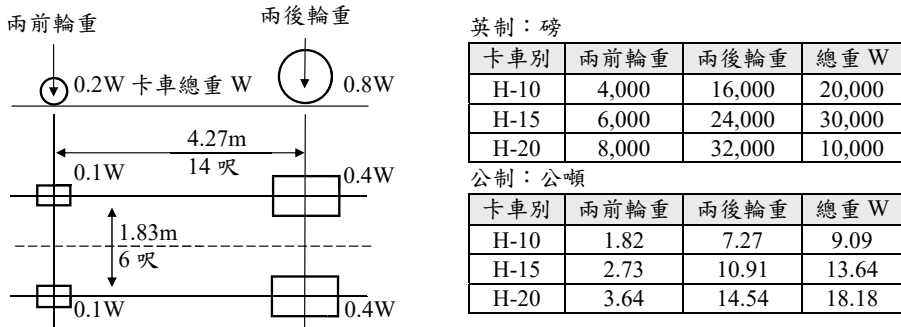 兩前輪重
兩後輪重
0.2W 卡車總重 W
0.8W
4.27m
14 呎
0.1W
0.4W
1.83m
6 呎
0.1W
0.4W
英制：磅
卡車別 兩前輪重 兩後輪重 總重 W
H-10 4,000 16,000 20,000
H-15 6,000 24,000 30,000
H-20 8,000 32,000 10,000
公制：公噸
卡車別 兩前輪重 兩後輪重 總重 W
H-10 1.82 7.27 9.09
H-15 2.73 10.91 13.64
H-20 3.64 14.54 18.18